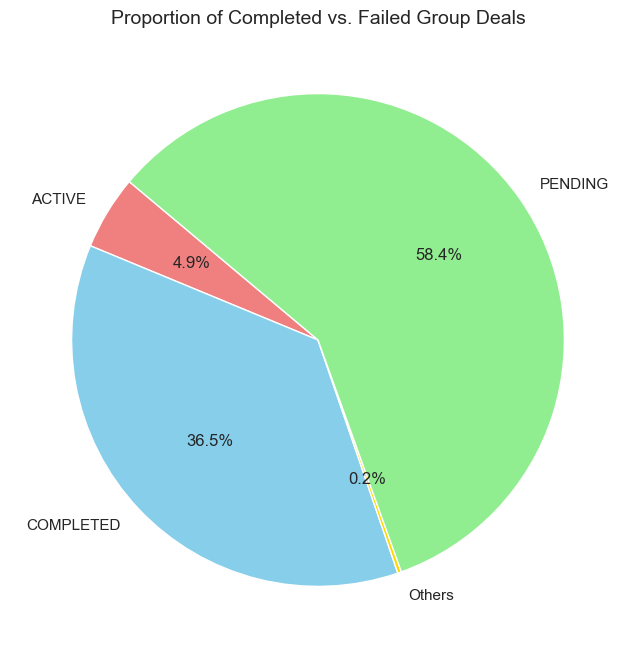 Proportion of Completed vs. Failed Group Deals
PENDING
ACTIVE
58.4%
4.9%
36.5%
0.2%
COMPLETED
Others